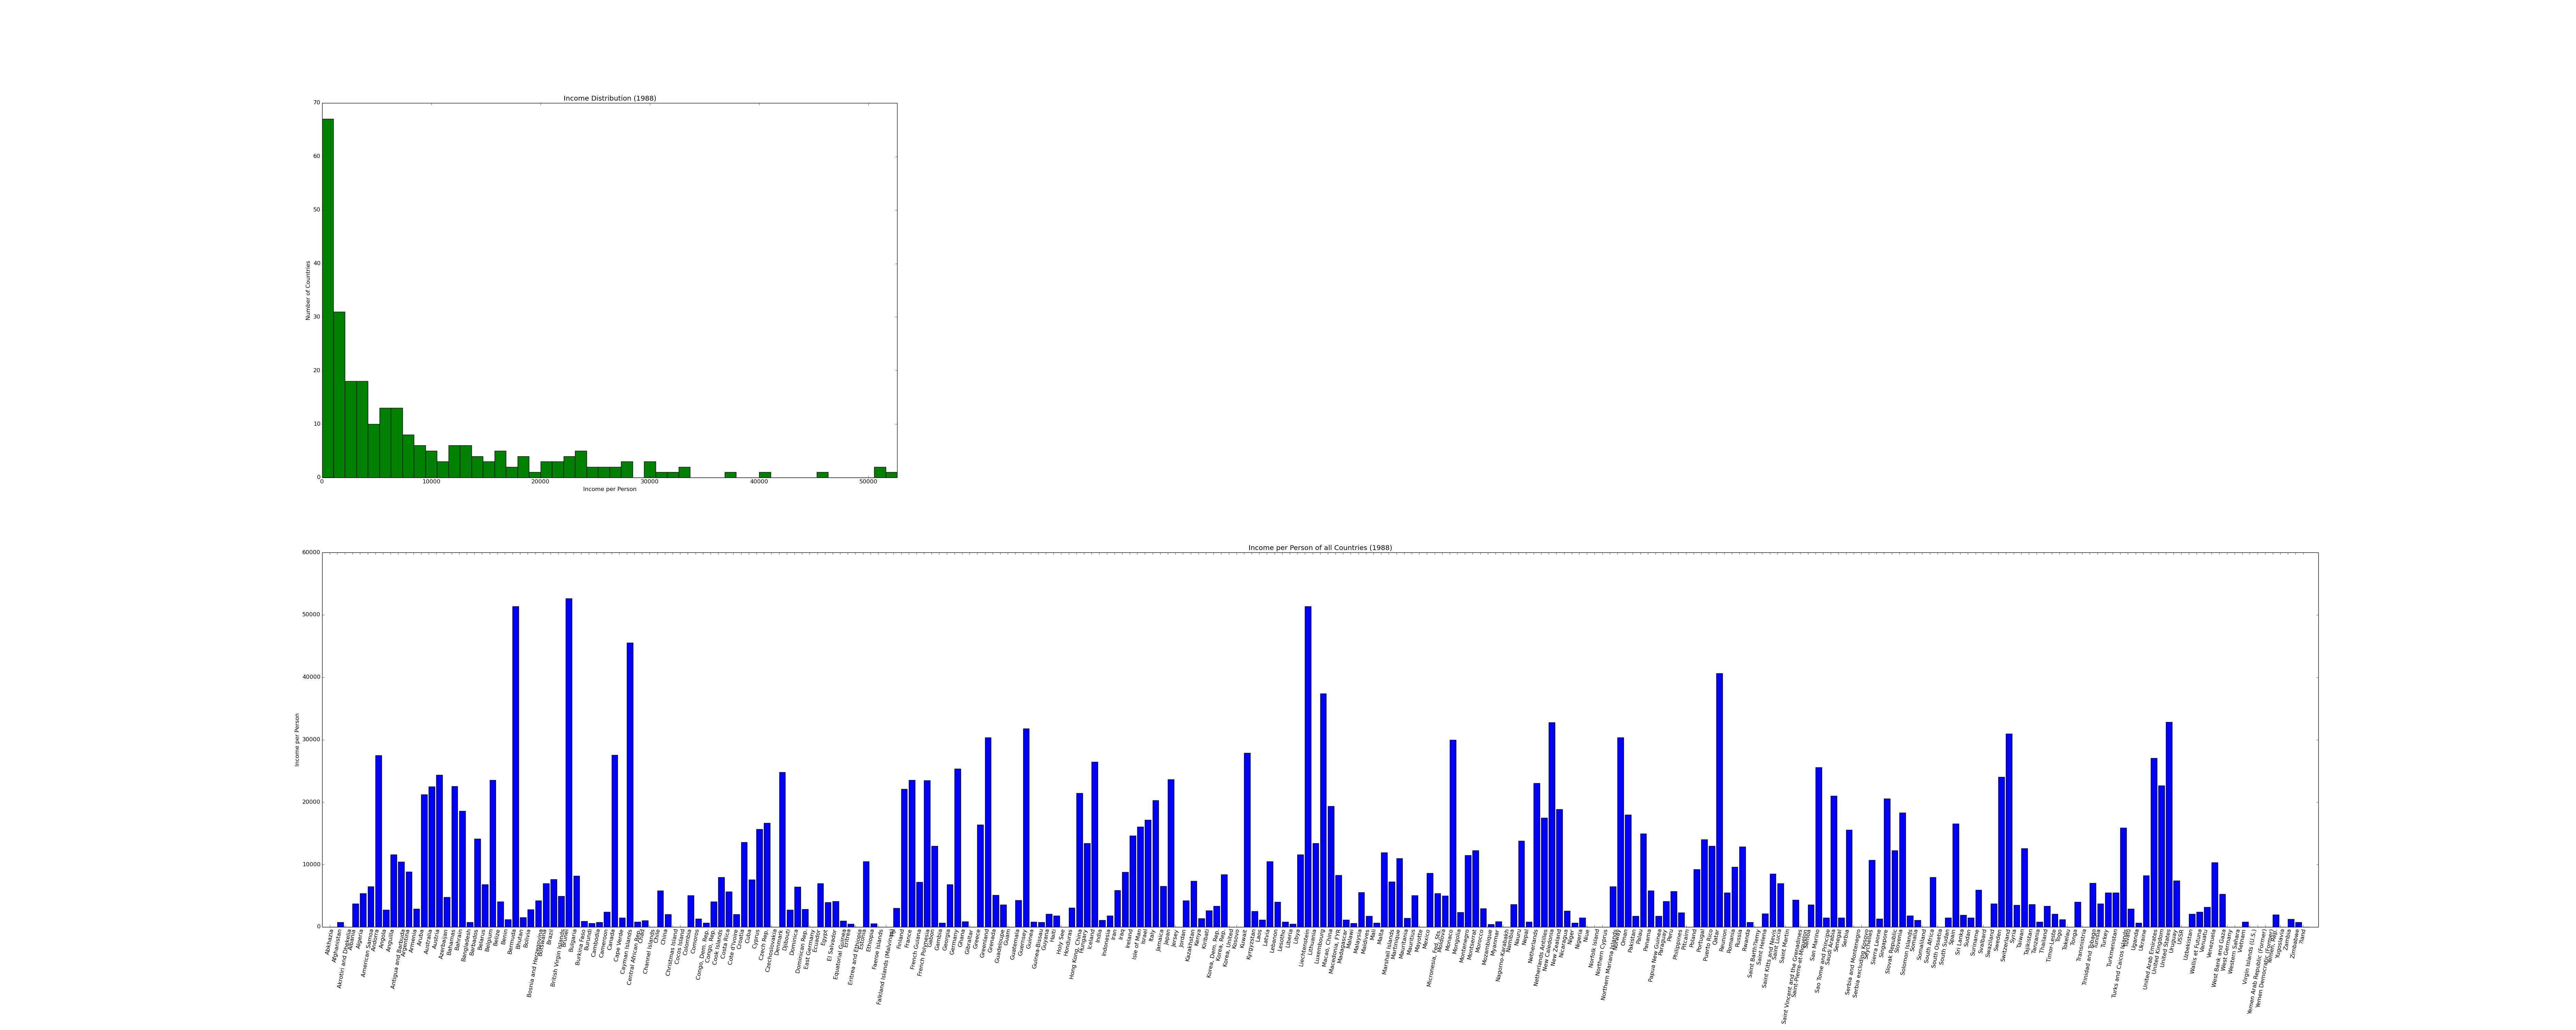 Income Distribution (1988)
70
60
50
40
30
20
10
0
Number of Countries
0 10000 20000 30000 40000 50000
Income per Person
Income per Person of all Countries (1988)
60000
50000
40000
30000
20000
10000
0
Income per Person
Abkhazia
Afghanistan
Akrotiri and Dhekelia
Albania
Algeria
American Samoa
Andorra
Angola
Anguilla
Antigua and Barbuda
Argentina
Armenia
Aruba
Australia
Austria
Azerbaijan
Bahamas
Bahrain
Bangladesh
Barbados
Belarus
Belgium
Belize
Benin
Bermuda
Bhutan
Bolivia
Bosnia and Herzegovina
Botswana
Brazil
British Virgin Islands
Brunei
Bulgaria
Burkina Faso
Burundi
Cambodia
Cameroon
Canada
Cape Verde
Cayman Islands
Central African Rep.
Chad
Channel Islands
Chile
China
Christmas Island
Cocos Island
Colombia
Comoros
Congo, Dem. Rep.
Congo, Rep.
Cook Islands
Costa Rica
Cote d'Ivoire
Croatia
Cuba
Cyprus
Czech Rep.
Czechoslovakia
Denmark
Djibouti
Dominica
Dominican Rep.
East Germany
Ecuador
Egypt
El Salvador
Equatorial Guinea
Eritrea
Eritrea and Ethiopia
Estonia
Ethiopia
Faeroe Islands
Falkland Islands (Malvinas)
Fiji
Finland
France
French Guiana
French Polynesia
Gabon
Gambia
Georgia
Germany
Ghana
Gibraltar
Greece
Greenland
Grenada
Guadeloupe
Guam
Guatemala
Guernsey
Guinea
Guinea-Bissau
Guyana
Haiti
Holy See
Honduras
Hong Kong, China
Hungary
Iceland
India
Indonesia
Iran
Iraq
Ireland
Isle of Man
Israel
Italy
Jamaica
Japan
Jersey
Jordan
Kazakhstan
Kenya
Kiribati
Korea, Dem. Rep.
Korea, Rep.
Korea, United
Kosovo
Kuwait
Kyrgyzstan
Laos
Latvia
Lebanon
Lesotho
Liberia
Libya
Liechtenstein
Lithuania
Luxembourg
Macao, China
Macedonia, FYR
Madagascar
Malawi
Malaysia
Maldives
Mali
Malta
Marshall Islands
Martinique
Mauritania
Mauritius
Mayotte
Mexico
Micronesia, Fed. Sts.
Moldova
Monaco
Mongolia
Montenegro
Montserrat
Morocco
Mozambique
Myanmar
Nagorno-Karabakh
Namibia
Nauru
Nepal
Netherlands
Netherlands Antilles
New Caledonia
New Zealand
Nicaragua
Niger
Nigeria
Niue
Norfolk Island
Northern Cyprus
Northern Mariana Islands
Norway
Oman
Pakistan
Palau
Panama
Papua New Guinea
Paraguay
Peru
Philippines
Pitcairn
Poland
Portugal
Puerto Rico
Qatar
Reunion
Romania
Russia
Rwanda
Saint Barthélemy
Saint Helena
Saint Kitts and Nevis
Saint Lucia
Saint Martin
Saint Vincent and the Grenadines
Saint-Pierre-et-Miquelon
Samoa
San Marino
Sao Tome and Principe
Saudi Arabia
Senegal
Serbia
Serbia and Montenegro
Serbia excluding Kosovo
Seychelles
Sierra Leone
Singapore
Slovak Republic
Slovenia
Solomon Islands
Somalia
Somaliland
South Africa
South Ossetia
South Sudan
Spain
Sri Lanka
Sudan
Suriname
Svalbard
Swaziland
Sweden
Switzerland
Syria
Taiwan
Tajikistan
Tanzania
Thailand
Timor-Leste
Togo
Tokelau
Tonga
Transnistria
Trinidad and Tobago
Tunisia
Turkey
Turkmenistan
Turks and Caicos Islands
Tuvalu
Uganda
Ukraine
United Arab Emirates
United Kingdom
United States
Uruguay
USSR
Uzbekistan
Wallis et Futuna
Vanuatu
Venezuela
West Bank and Gaza
West Germany
Western Sahara
Vietnam
Virgin Islands (U.S.)
Yemen Arab Republic (Former)
Yemen Democratic (Former)
Yemen, Rep.
Yugoslavia
Zambia
Zimbabwe
Åland